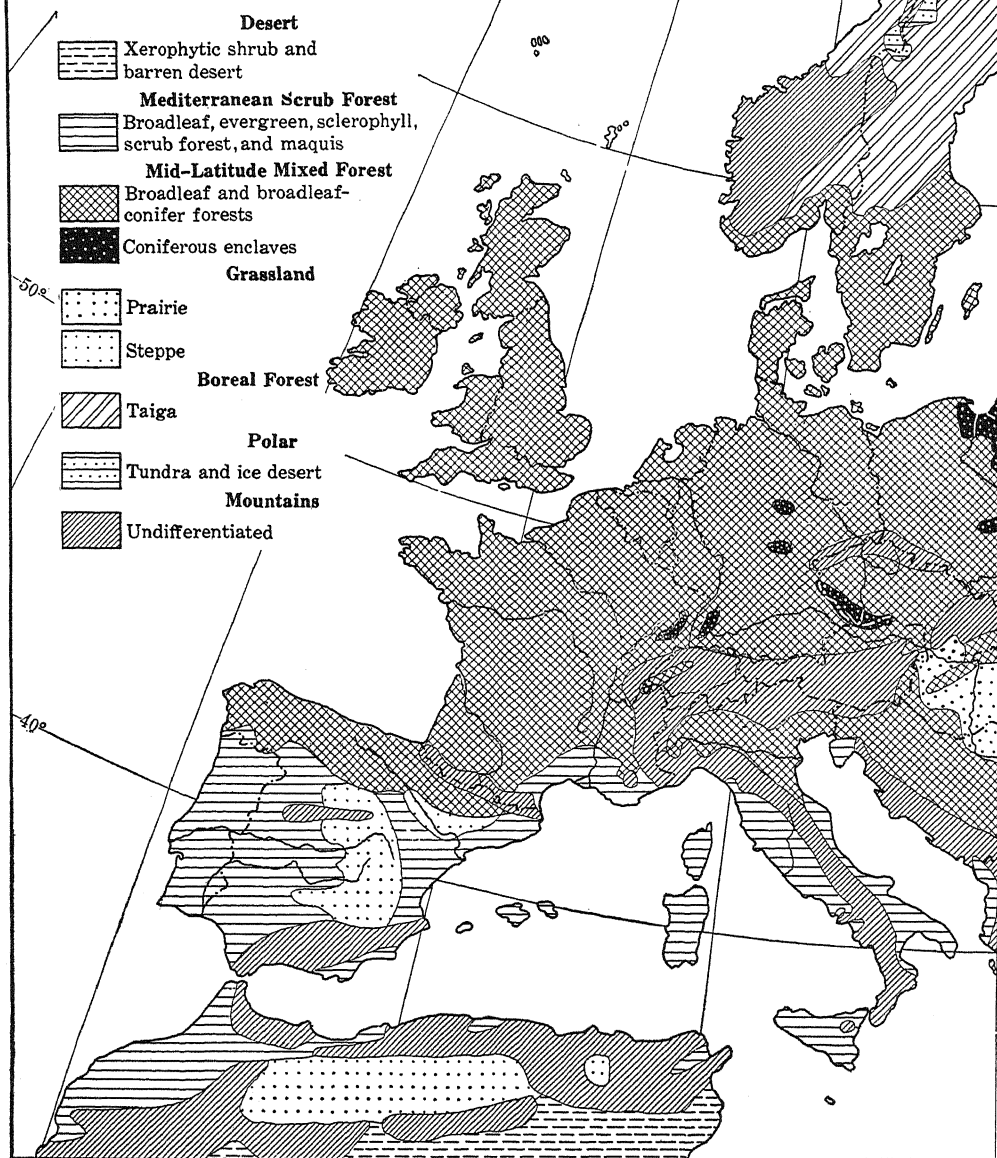 Desert
Xerophytic shrub and
barren desert
Mediterranean Scrub Forest
Broadleaf, evergreen, sclerophyll,
scrub forest, and maquis
Mid-Latitude Mixed Forest
Broadleaf and broadleaf-
conifer forests
Coniferous enclaves
Grassland
50°
Prairie
Steppe
Boreal Forest
Taiga
Polar
Tundra and ice desert
Mountains
Undifferentiated
40°